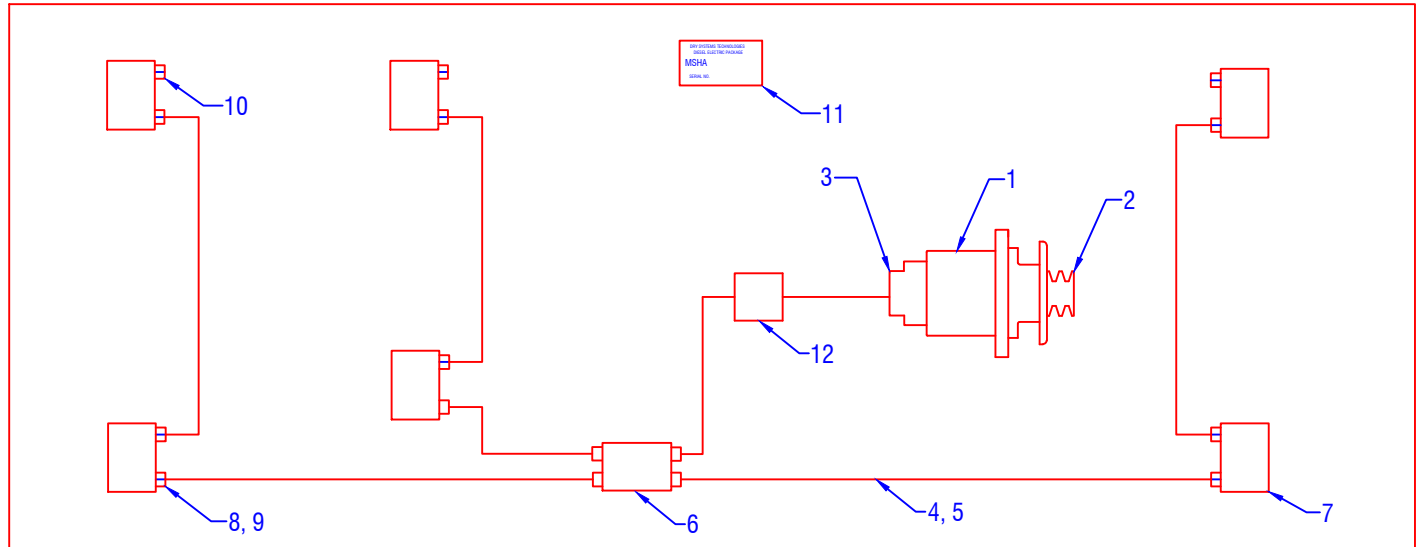 DRY SYSTEMS TECHNOLOGIES
DIESEL ELECTRIC PACKAGE
MSHA
SERIAL NO.
10
11
3
1
2
12
8, 9
6
4, 5
7